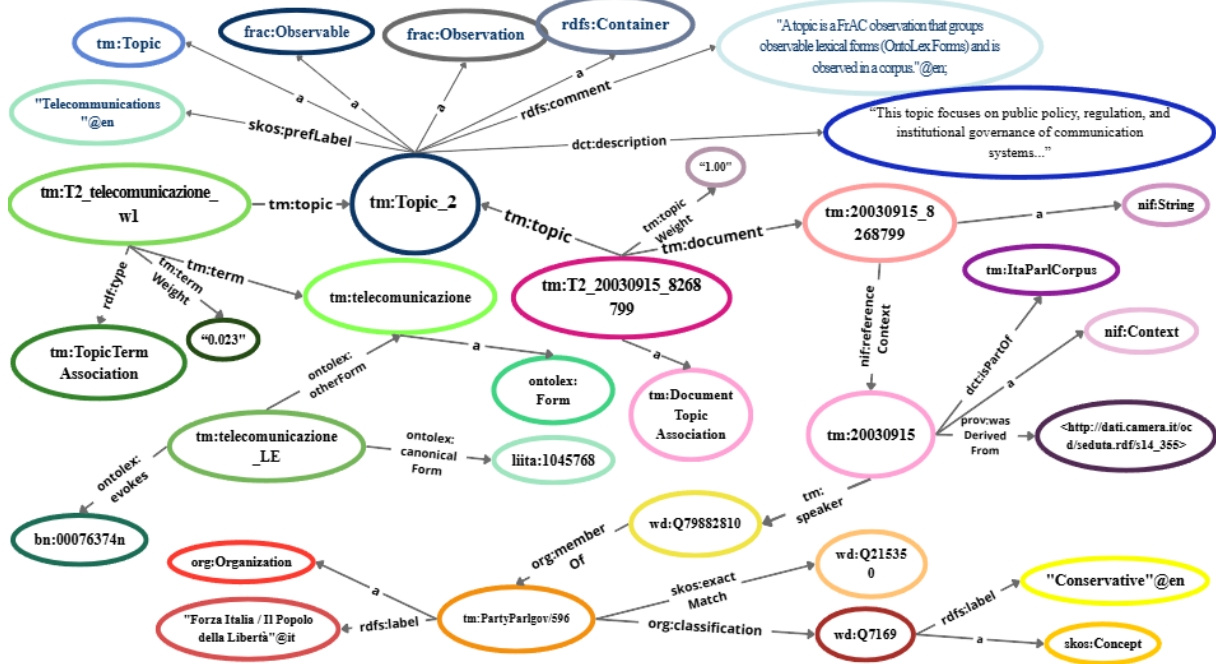 tm:Topic
frac:Observable
frac:Observation
rdfs:Container
"A topic is a FrAC observation that groups
observable lexical forms (OntoLex Forms) and is
observed in a corpus."@en;
a
a
a
a
rdfs:comment
"Telecommunications
"@en
skos:prefLabel
dct:description
"This topic focuses on public policy, regulation, and
institutional governance of communication
systems..."
tm:T2_telecomunicazione_
w1
tm:topic
tm:Topic_2
tm:topic
"1.00"
tm:topic
Weight
tm:document
tm:20030915_8
268799
a
nif:String
rdf:type
tm:term
Weight
tm:term
tm:telecomunicazione
tm:T2_20030915_8268
799
tm:ItaParlCorpus
tm:TopicTerm
Association
"0.023"
ontolex:
otherForm
a
ontolex:
Form
a
tm:Document
Topic
Association
nif:reference
Context
dct:isPartOf
a
nif:Context
tm:telecomunicazione
_LE
ontolex:
canonical
Form
liita:1045768
tm:20030915
prov:was
Derived
From
<http://dati.camera.it/oc
d/seduta.rdf/s14_355>
ontolex:
evokes
bn:00076374n
tm:
speaker
wd:Q79882810
org:member
Of
org:Organization
a
"Forza Italia / Il Popolo
della Libertà"@it
rdfs:label
tm:PartyParlgov/596
skos:exact
Match
wd:Q21535
0
org:classification
wd:Q7169
rdfs:label
"Conservative"@en
a
skos:Concept